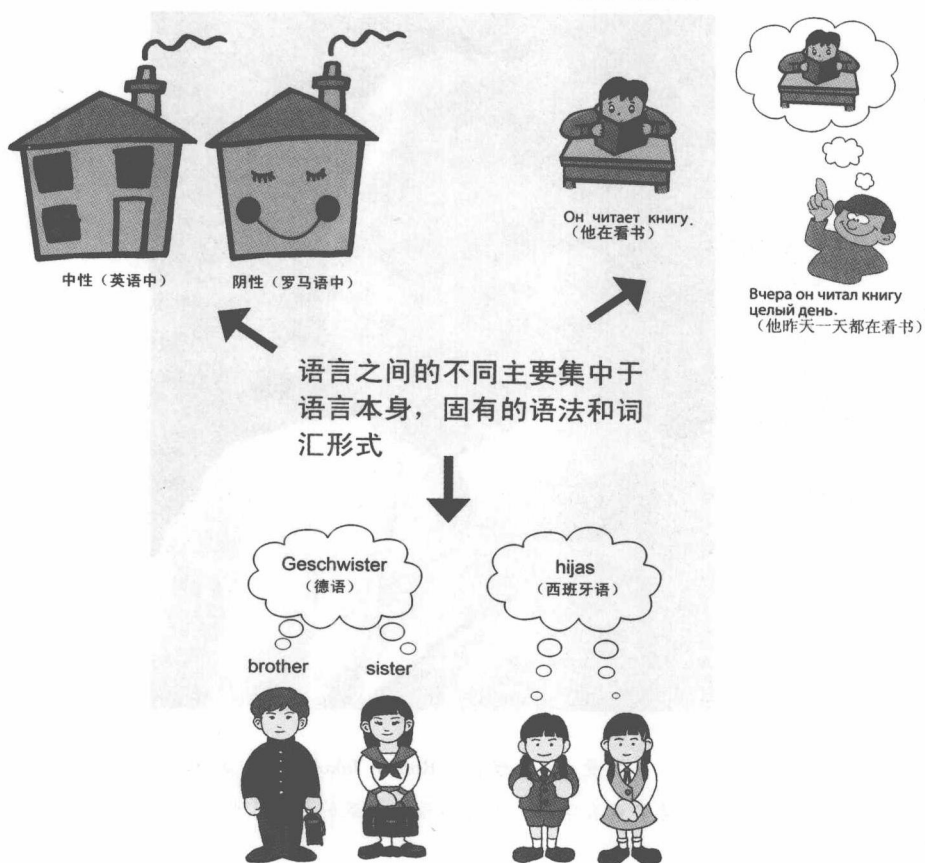 中性（英语中）
阴性（罗马语中）
Он читает книгу.
（他在看书）
Вчера он читал книгу
целый день.
（他昨天一天都在看书）
语言之间的不同主要集中于
语言本身，固有的语法和词
汇形式
Geschwister
（德语）
hijas
（西班牙语）
brother
sister